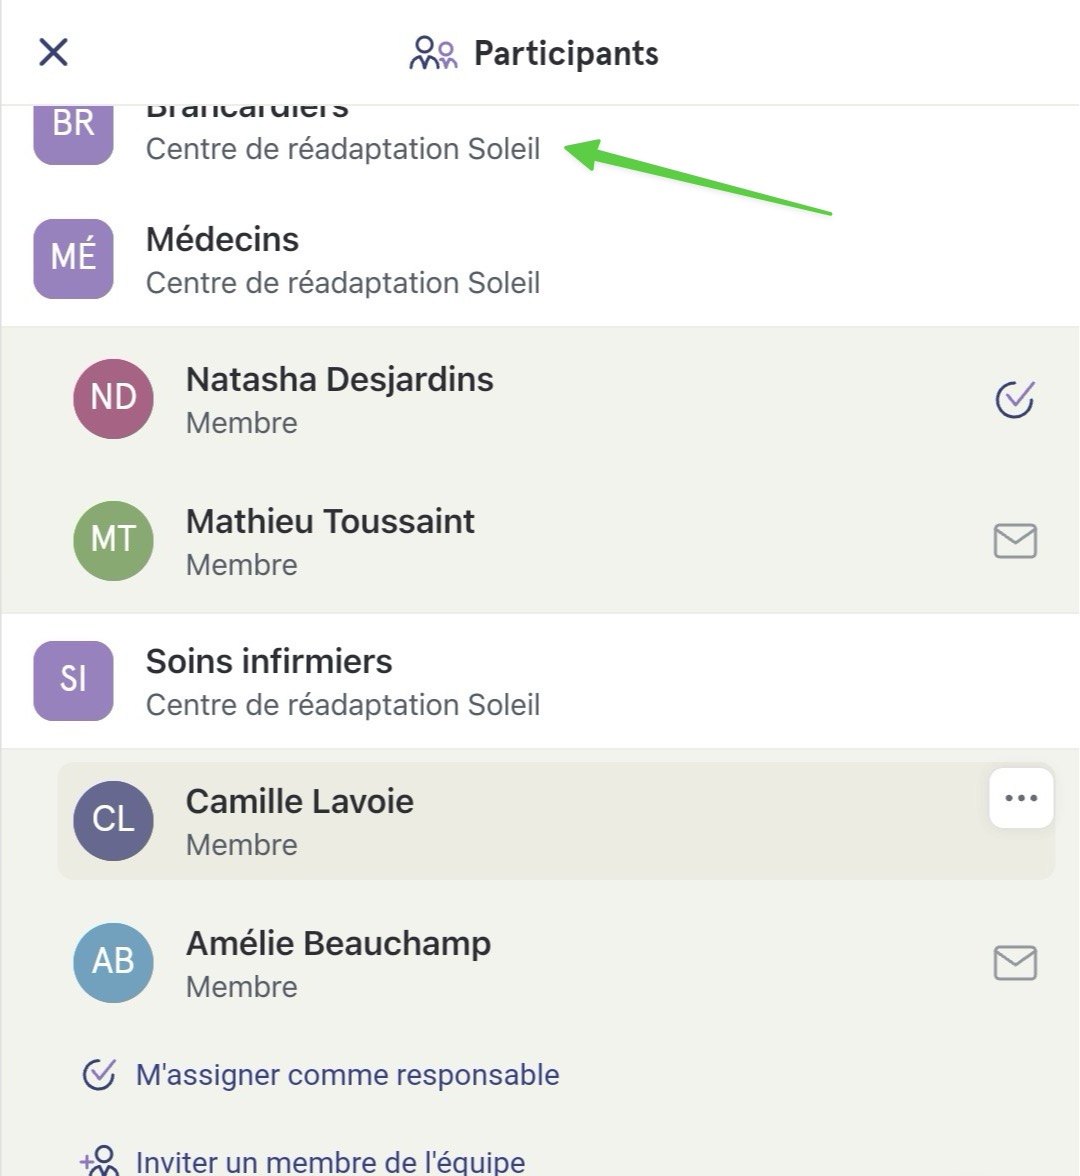 Participants
BR
Brancardiers
Centre de réadaptation Soleil
MÉ
Médecins
Centre de réadaptation Soleil
ND
Natasha Desjardins
Membre
MT
Mathieu Toussaint
Membre
SI
Soins infirmiers
Centre de réadaptation Soleil
CL
Camille Lavoie
Membre
AB
Amélie Beauchamp
Membre
M'assigner comme responsable
Inviter un membre de l'équipe